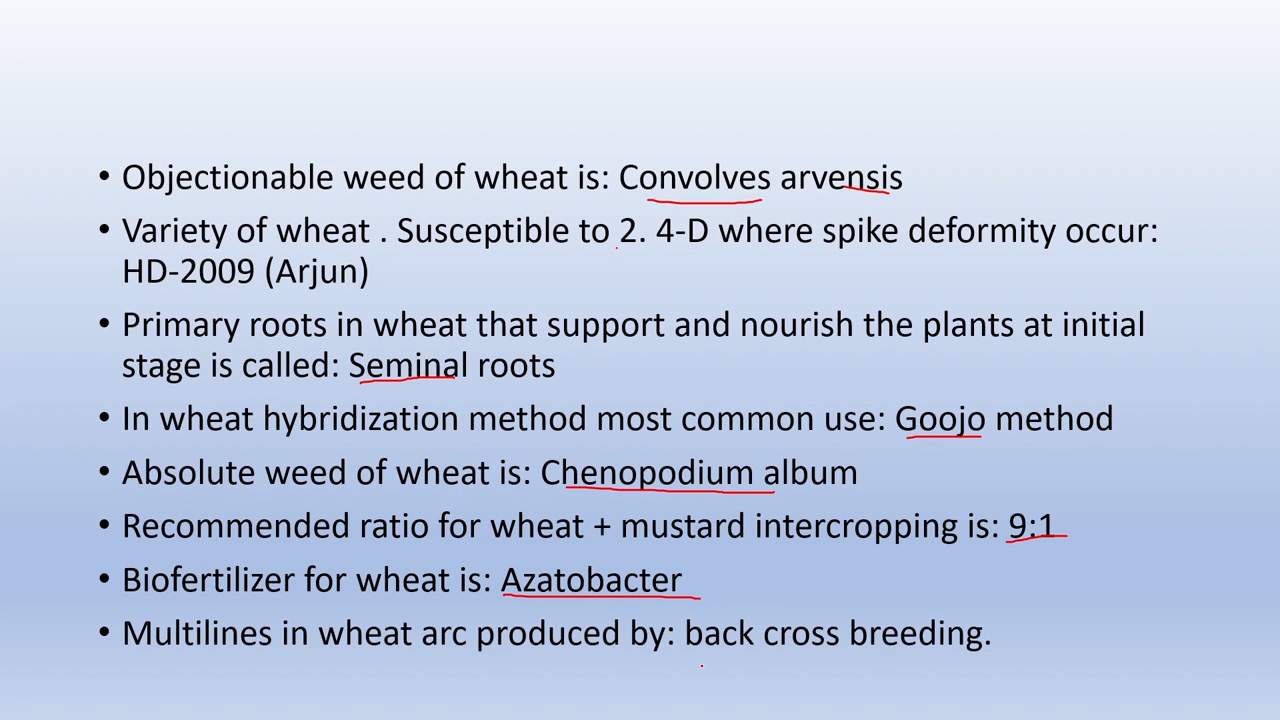 • Objectionable weed of wheat is: Convolves arvensis
• Variety of wheat . Susceptible to 2. 4-D where spike deformity occur:
HD-2009 (Arjun)
• Primary roots in wheat that support and nourish the plants at initial
stage is called: Seminal roots
• In wheat hybridization method most common use: Goojo method
• Absolute weed of wheat is: Chenopodium album
• Recommended ratio for wheat + mustard intercropping is: 9:1
• Biofertilizer for wheat is: Azatobacter
• Multilines in wheat arc produced by: back cross breeding.